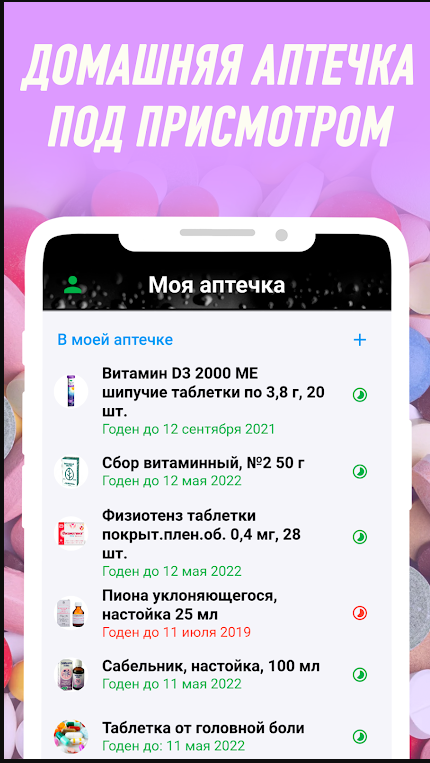 ДОМАШНЯЯ АПТЕЧКА
ПОД ПРИСМОТРОМ
Моя аптечка
В моей аптечке
Витамин D3 2000 МЕ
шипучие таблетки по 3,8 г, 20
шт.
Годен до 12 сентября 2021
Сбор витаминный, №2 50 г
Годен до 12 мая 2022
Физиотенз таблетки
покрыт.плен.об. 0,4 мг, 28
шт.
Годен до 12 мая 2022
Пиона уклоняющегося,
настойка 25 мл
Годен до 11 июля 2019
Сабельник, настойка, 100 мл
Годен до 11 мая 2022
Таблетка от головной боли
Годен до: 11 мая 2022